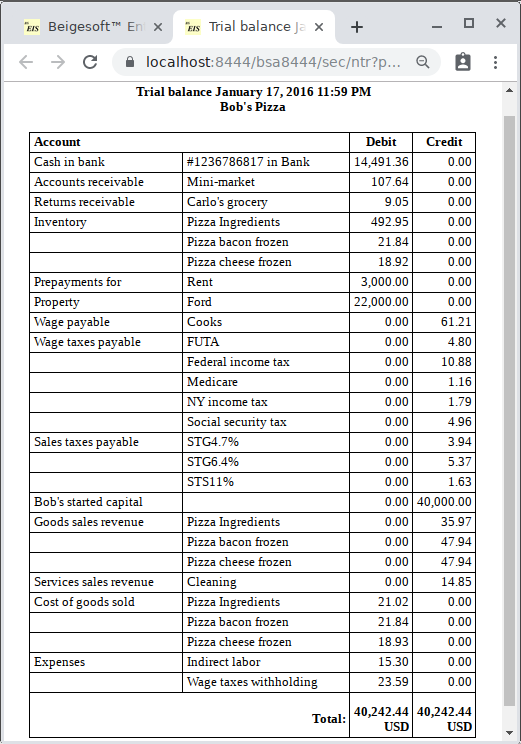 EIS Beigesoft™ En
EIS Trial balance Ja
localhost:8444/bsa8444/sec/ntr?p...
Trial balance January 17, 2016 11:59 PM
Bob's Pizza
Account Debit Credit
Cash in bank #1236786817 in Bank 14,491.36 0.00
Accounts receivable Mini-market 107.64 0.00
Returns receivable Carlo's grocery 9.05 0.00
Inventory Pizza Ingredients 492.95 0.00
Pizza bacon frozen 21.84 0.00
Pizza cheese frozen 18.92 0.00
Prepayments for Rent 3,000.00 0.00
Property Ford 22,000.00 0.00
Wage payable Cooks 0.00 61.21
Wage taxes payable FUTA 0.00 4.80
Federal income tax 0.00 10.88
Medicare 0.00 1.16
NY income tax 0.00 1.79
Social security tax 0.00 4.96
Sales taxes payable STG4.7% 0.00 3.94
STG6.4% 0.00 5.37
STS11% 0.00 1.63
Bob's started capital 0.00 40,000.00
Goods sales revenue Pizza Ingredients 0.00 35.97
Pizza bacon frozen 0.00 47.94
Pizza cheese frozen 0.00 47.94
Services sales revenue Cleaning 0.00 14.85
Cost of goods sold Pizza Ingredients 21.02 0.00
Pizza bacon frozen 21.84 0.00
Pizza cheese frozen 18.93 0.00
Expenses Indirect labor 15.30 0.00
Wage taxes withholding 23.59 0.00
Total: 40,242.44 USD 40,242.44 USD